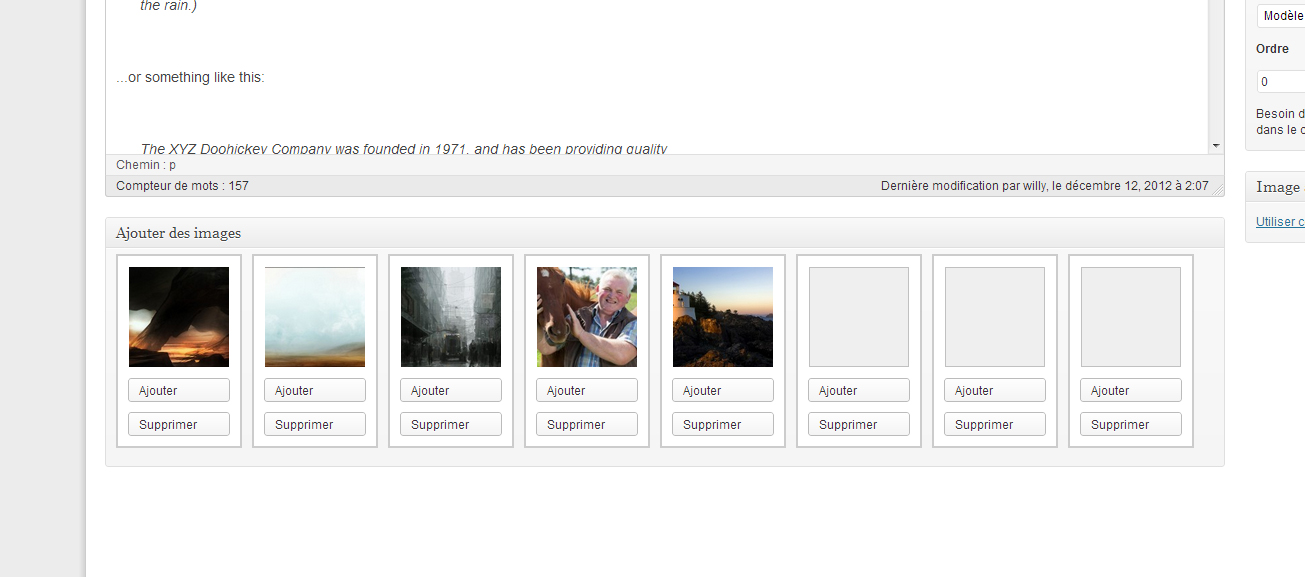 the rain.)
...or something like this:
The XYZ Doohickey Company was founded in 1971, and has been providing quality
Chemin : p
Compteur de mots : 157
Dernière modification par willy, le décembre 12, 2012 à 2:07
Ajouter des images
Ajouter Ajouter Ajouter Ajouter Ajouter Ajouter Ajouter Ajouter
Supprimer Supprimer Supprimer Supprimer Supprimer Supprimer Supprimer Supprimer
Modèle
Ordre
0
Besoin d
dans le
Image
Utiliser